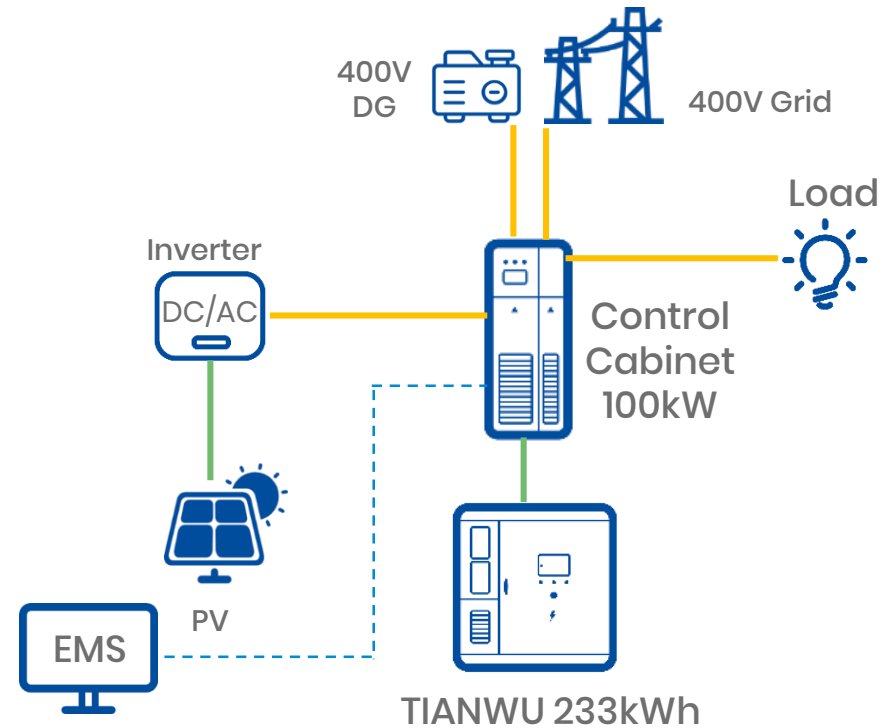 400V
DG
400V Grid
Load
Inverter
DC/AC
Control
Cabinet
100kW
PV
EMS
TIANWU 233kWh